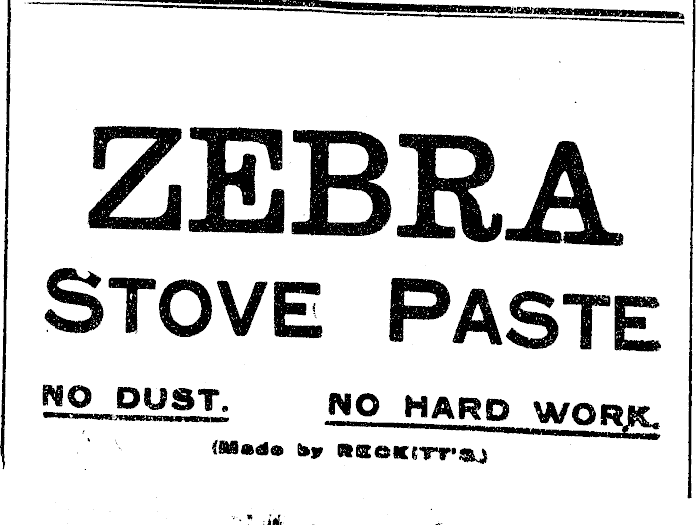 ZEBRA
STOVE PASTE
NO DUST. NO HARD WORK.
(Made by RECKITT'S.)